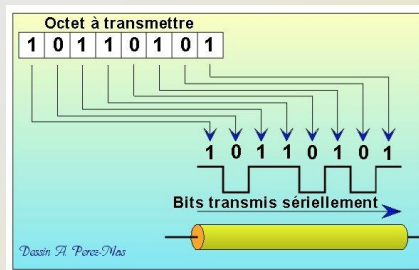 Octet à transmettre
1 0 1 1 0 1 0 1
1 0 1 1 0 1 0 1
Bits transmis sériellement
Dessin A. Perez-Mas